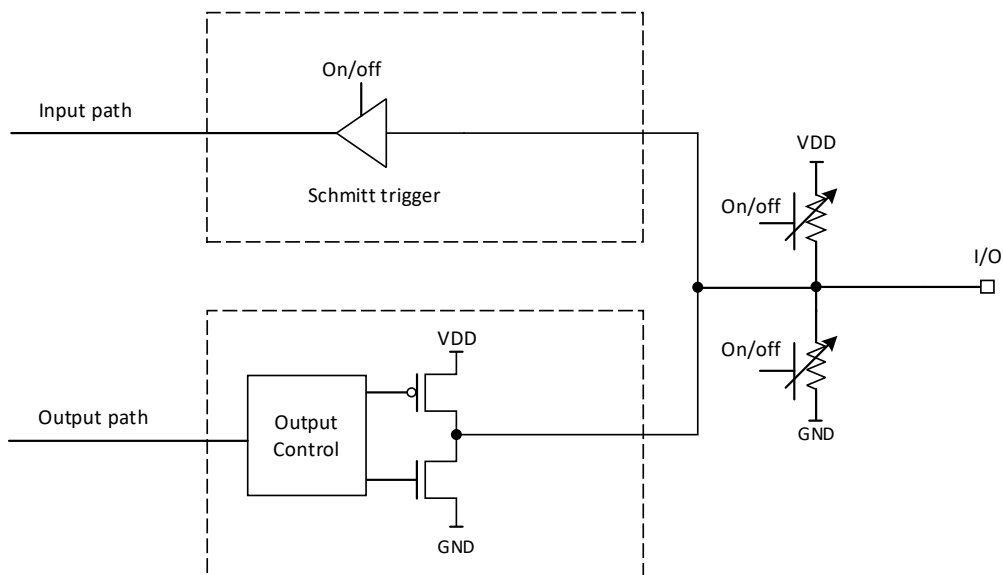 On/off
Input path
Schmitt trigger
VDD
On/off
I/O
On/off
GND
VDD
Output path
Output
Control
GND